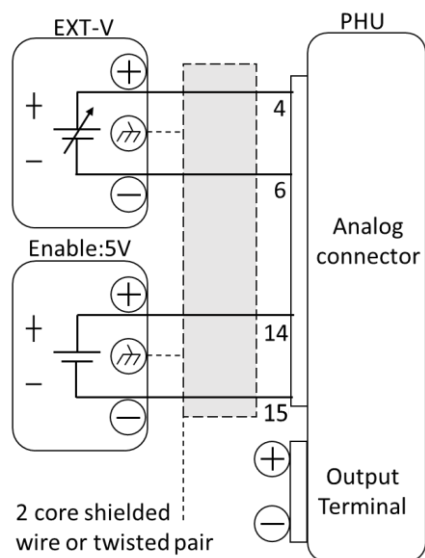 EXT-V
PHU
+
+
4
−
−
6
Enable:5V
Analog
connector
+
+
14
−
−
15
+
Output
Terminal
−
2 core shielded
wire or twisted pair